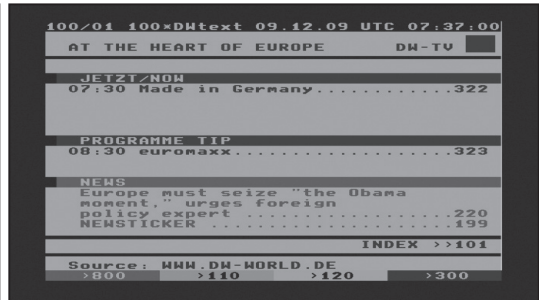 100/01 100*DWtext 09.12.09 UTC 07:37:00
AT THE HEART OF EUROPE DW-TV
JETZT/NOW
07:30 Made in Germany............322
PROGRAMME TIP
08:30 euromaxx...................323
NEWS
Europe must seize "the Obama
moment," urges foreign
policy expert ...................220
NEWSTICKER ......................199
INDEX >>101
Source: WWW.DW-WORLD.DE
>800 >110 >120 >300